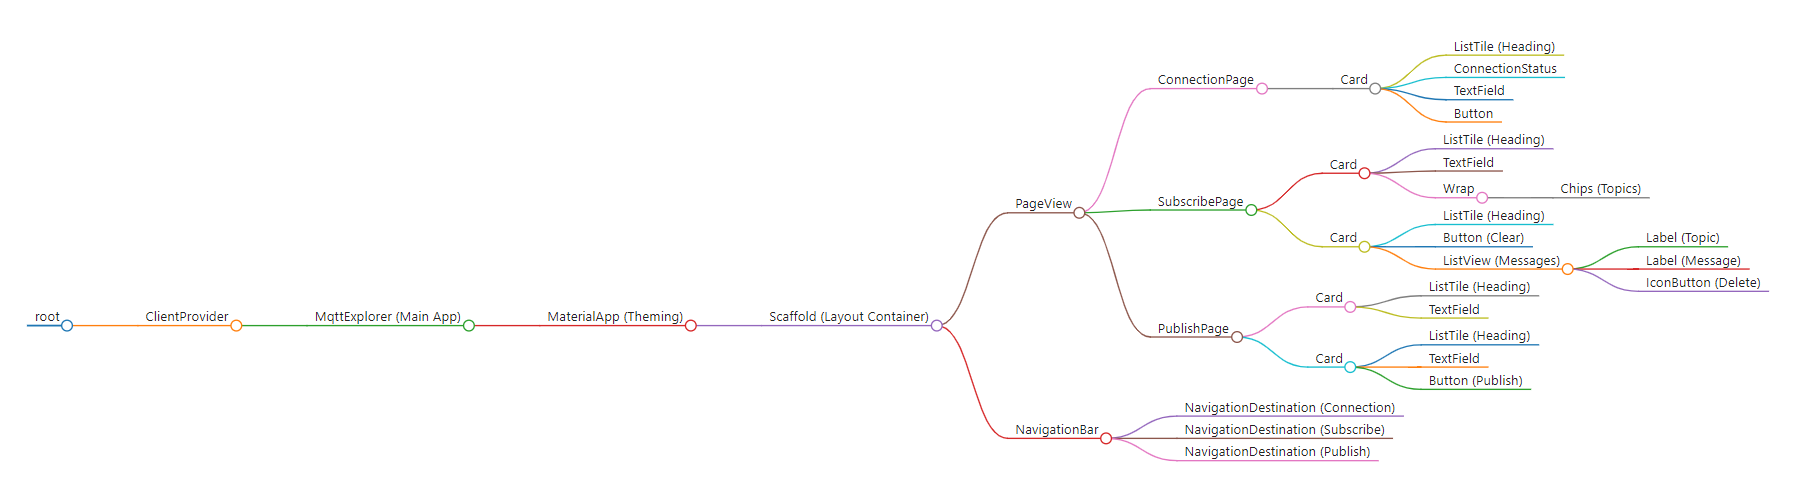 root
ClientProvider
MqttExplorer (Main App)
MaterialApp (Theming)
Scaffold (Layout Container)
PageView
ConnectionPage
Card
ListTile (Heading)
ConnectionStatus
TextField
Button
SubscribePage
Card
ListTile (Heading)
TextField
Wrap
Chips (Topics)
Card
ListTile (Heading)
Button (Clear)
ListView (Messages)
Label (Topic)
Label (Message)
IconButton (Delete)
PublishPage
Card
ListTile (Heading)
TextField
Card
ListTile (Heading)
TextField
Button (Publish)
NavigationBar
NavigationDestination (Connection)
NavigationDestination (Subscribe)
NavigationDestination (Publish)